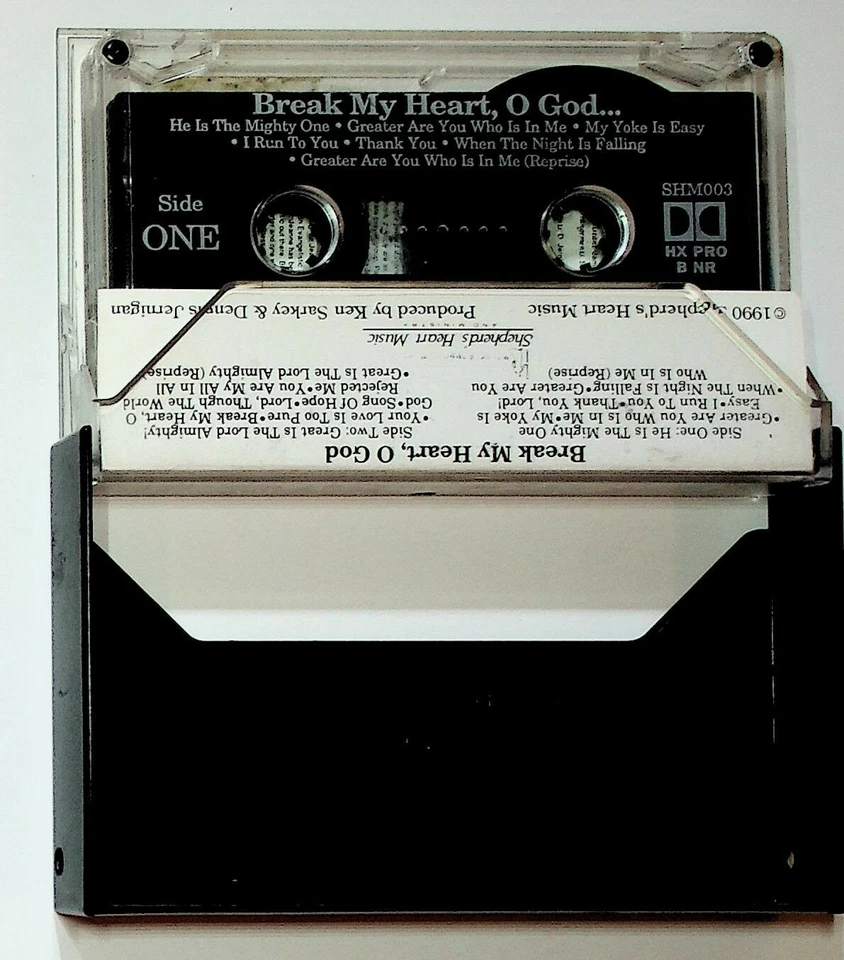 Break My Heart, O God...
He Is The Mighty One • Greater Are You Who Is In Me • My Yoke Is Easy
• I Run To You • Thank You • When The Night Is Falling
• Greater Are You Who Is In Me (Reprise)
Side
ONE
SHM003
HX PRO
B NR
Break My Heart, O God
Side One: He Is The Mighty One
•Greater Are You Who Is In Me•My Yoke Is
Easy•I Run To You•Thank You, Lord!
•When The Night Is Falling•Greater Are You
Who Is In Me (Reprise)
Side Two: Great Is The Lord Almighty!
•Your Love Is Too Pure•Break My Heart, O
God•Song Of Hope•Lord, Though The World
Rejected Me•You Are My All In All
•Great Is The Lord Almighty (Reprise)
Shepherd's Heart Music
AND MINISTRY
©1990 Shepherd's Heart Music
Produced by Ken Sarkey & Dennis Jernigan